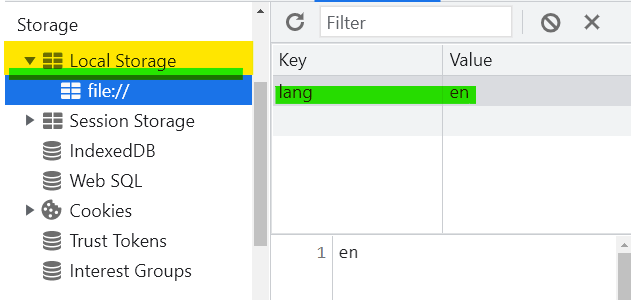 Storage
Local Storage
file://
Session Storage
IndexedDB
Web SQL
Cookies
Trust Tokens
Interest Groups
Filter
Key Value
lang en
1 en